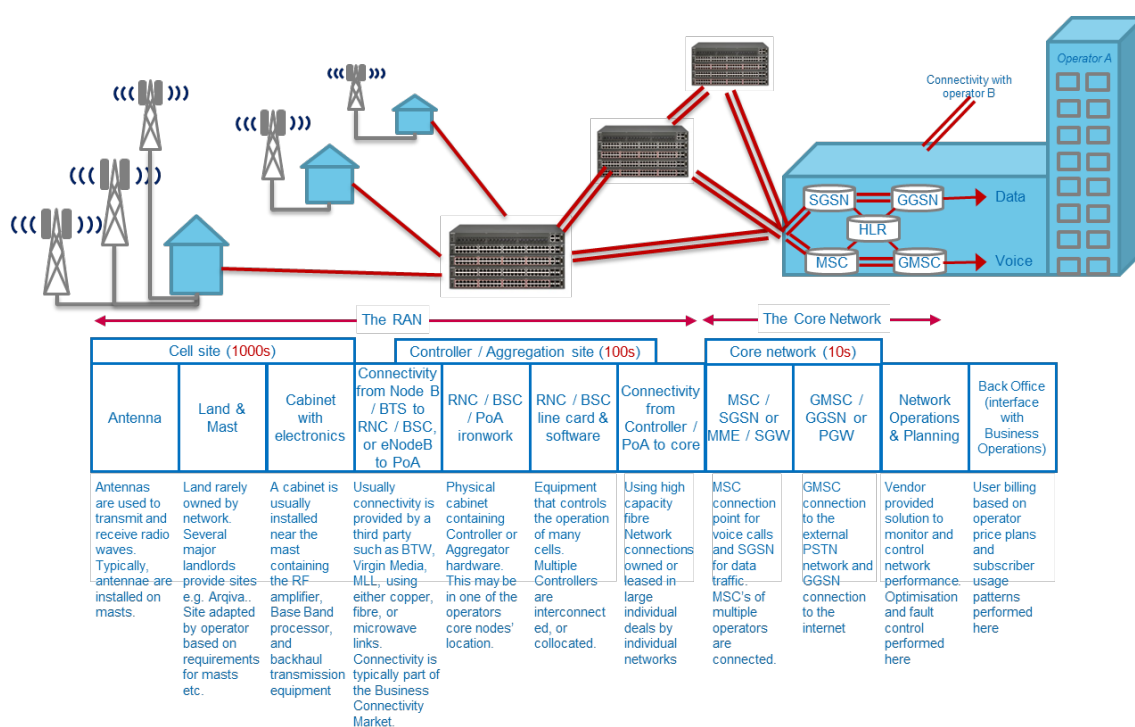 Operator A
Connectivity with
operator B
SGSN
GGSN
Data
HLR
MSC
GMSC
Voice
The RAN
The Core Network
Cell site (1000s)
Controller / Aggregation site (100s)
Core network (10s)
Antenna
Land &
Mast
Cabinet
with
electronics
Connectivity
from Node B
/ BTS to
RNC / BSC,
or eNodeB
to PoA
RNC / BSC
/ PoA
ironwork
RNC / BSC
line card &
software
Connectivity
from
Controller /
PoA to core
MSC /
SGSN or
MME / SGW
GMSC /
GGSN or
PGW
Network
Operations
& Planning
Back Office
(interface
with
Business
Operations)
Antennas
are used to
transmit and
receive radio
waves.
Typically,
antennae are
installed on
masts.
Land rarely
owned by
network.
Several
major
landlords
provide sites
e.g. Arqiva..
Site adapted
by operator
based on
requirements
for masts
etc.
A cabinet is
usually
installed
near the
mast
containing
the RF
amplifier,
Base Band
processor,
and
backhaul
transmission
equipment
Usually
connectivity is
provided by a
third party
such as BTW,
Virgin Media,
MLL, using
either copper,
fibre, or
microwave
links.
Connectivity is
typically part of
the Business
Connectivity
Market.
Physical
cabinet
containing
Controller or
Aggregator
hardware.
This may be
in one of the
operators
core nodes'
location.
Equipment
that controls
the operation
of many
cells.
Multiple
Controllers
are
interconnect
ed, or
collocated.
Using high
capacity
fibre
Network
connections
owned or
leased in
large
individual
deals by
individual
networks
MSC
connection
point for
voice calls
and SGSN
for data
traffic.
MSC's of
multiple
operators
are
connected.
GMSC
connection
to the
external
PSTN
network and
GGSN
connection
to the
internet
Vendor
provided
solution to
monitor and
control
network
performance.
Optimisation
and fault
control
performed
here
User billing
based on
operator
price plans
and
subscriber
usage
patterns
performed
here